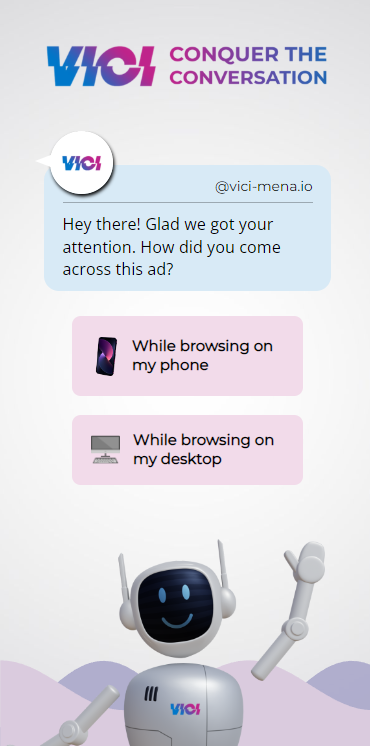 VICI CONQUER THE
CONVERSATION
VICI
@vici-mena.io
Hey there! Glad we got your
attention. How did you come
across this ad?
While browsing on
my phone
While browsing on
my desktop
VICI